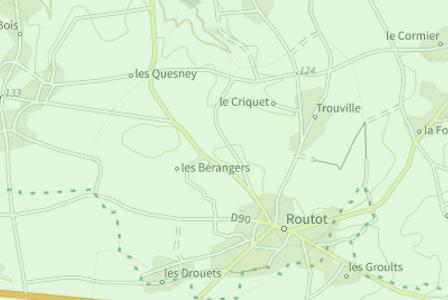 Bois
le Cormier
les Quesney
124
133
le Criquet
Trouville
la Fo
les Bérangers
D90
Routot
les Drouets
les Groults